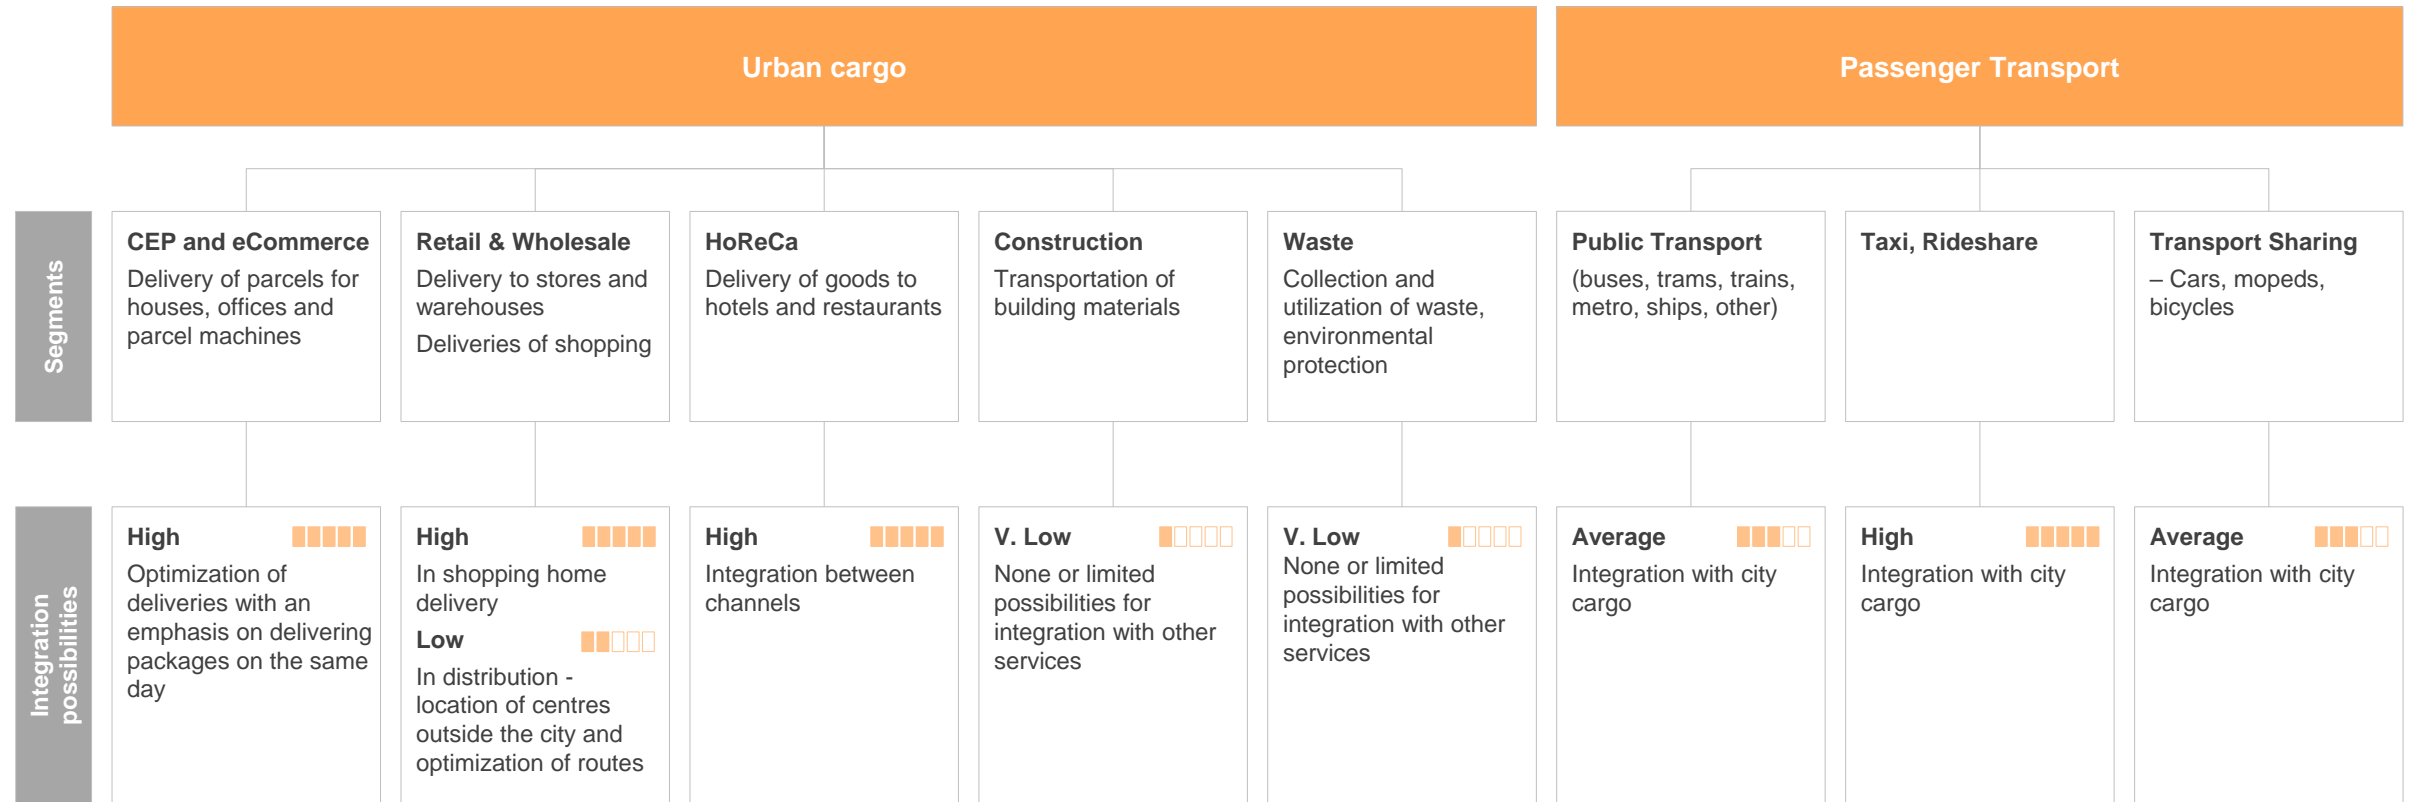 Urban cargo
Passenger Transport
Segments
CEP and eCommerce
Delivery of parcels for
houses, offices and
parcel machines
Retail & Wholesale
Delivery to stores and
warehouses
Deliveries of shopping
HoReCa
Delivery of goods to
hotels and restaurants
Construction
Transportation of
building materials
Waste
Collection and
utilization of waste,
environmental
protection
Public Transport
(buses, trams, trains,
metro, ships, other)
Taxi, Rideshare
Transport Sharing
– Cars, mopeds,
bicycles
Integration
possibilities
High
Optimization of
deliveries with an
emphasis on delivering
packages on the same
day
High
In shopping home
delivery
Low
In distribution -
location of centres
outside the city and
optimization of routes
High
Integration between
channels
V. Low
None or limited
possibilities for
integration with other
services
V. Low
None or limited
possibilities for
integration with other
services
Average
Integration with city
cargo
High
Integration with city
cargo
Average
Integration with city
cargo